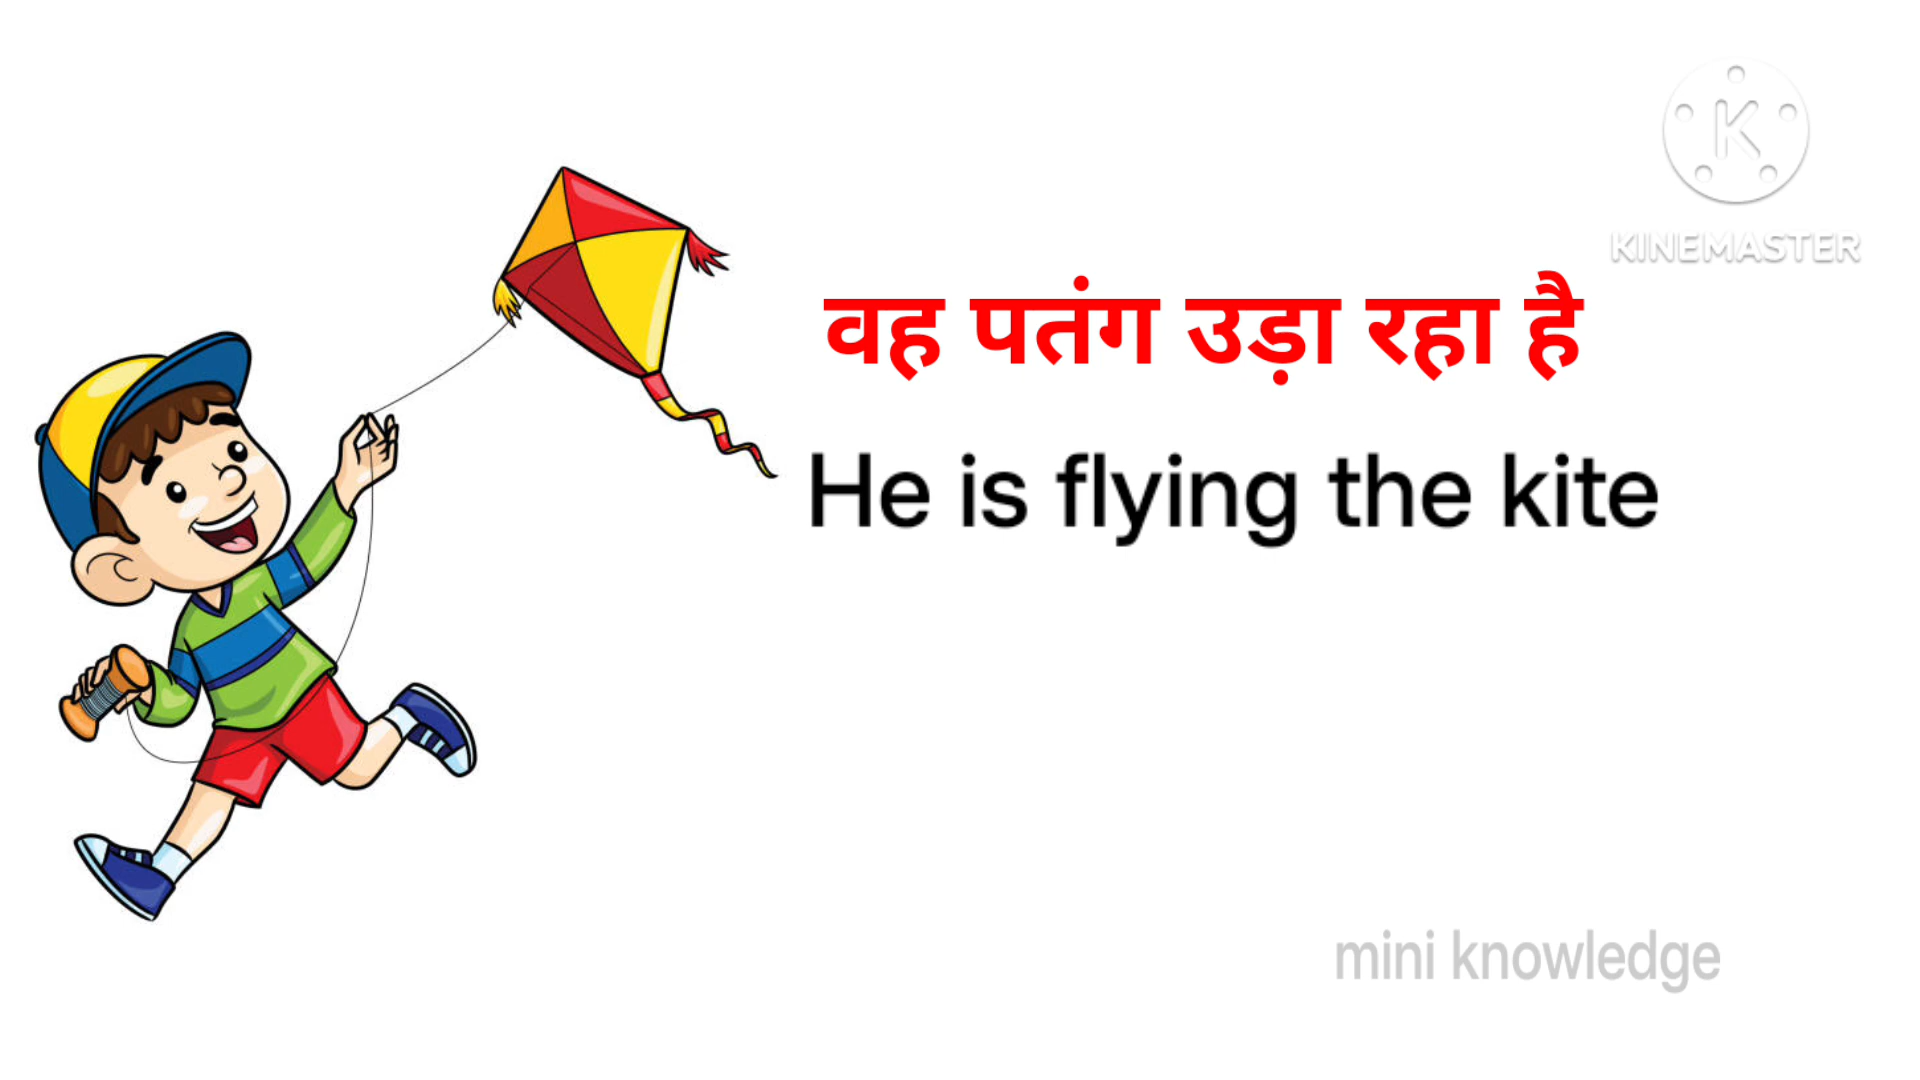 K
KINEMASTER
वह पतंग उड़ा रहा है
He is flying the kite
mini knowledge